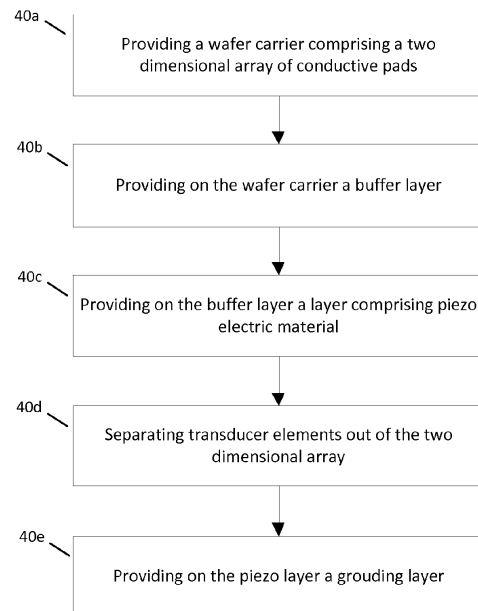 40a
Providing a wafer carrier comprising a two
dimensional array of conductive pads
40b
Providing on the wafer carrier a buffer layer
40c
Providing on the buffer layer a layer comprising piezo
electric material
40d
Separating transducer elements out of the two
dimensional array
40e
Providing on the piezo layer a grouding layer